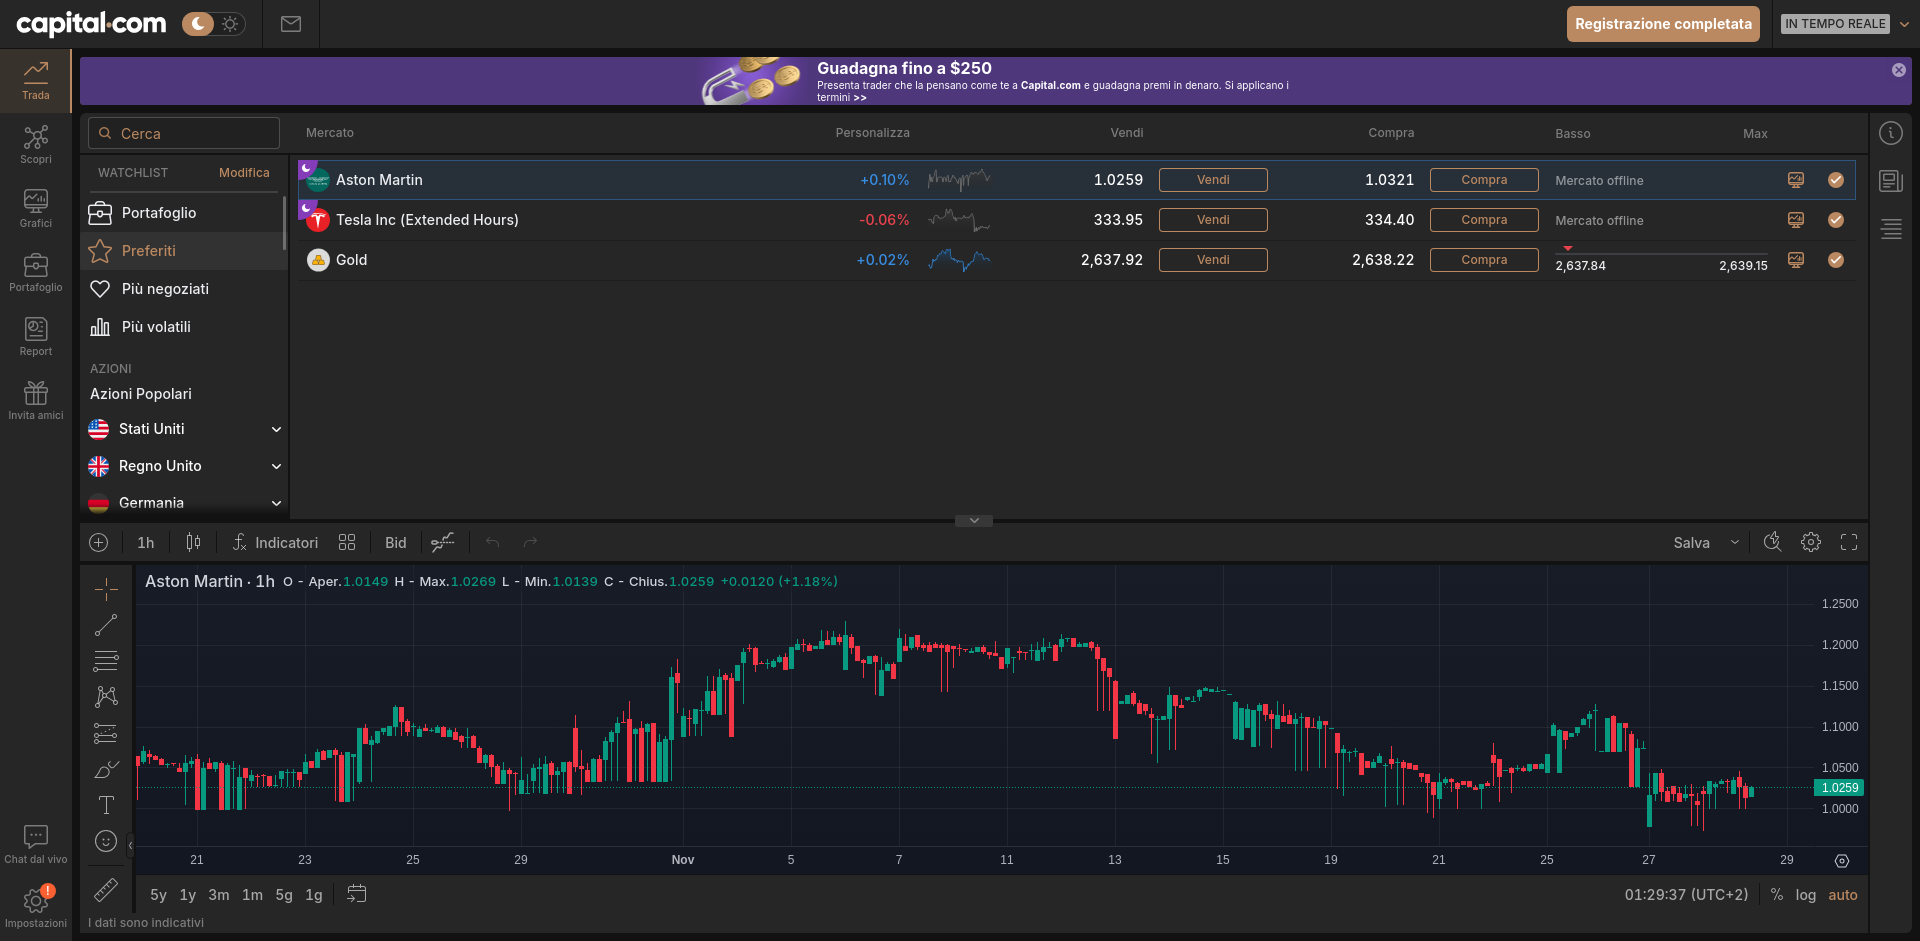 capital.com
Registrazione completata
IN TEMPO REALE
Trada
Scopri
Grafici
Portafoglio
Report
Invita amici
Chat dal vivo
!
Impostazioni
Guadagna fino a $250
Presenta trader che la pensano come te a Capital.com e guadagna premi in denaro. Si applicano i
termini >>
Cerca
WATCHLIST Modifica
Portafoglio
Preferiti
Più negoziati
Più volatili
AZIONI
Azioni Popolari
Stati Uniti
Regno Unito
Germania
Mercato Personalizza Vendi Compra Basso Max
Aston Martin +0.10% 1.0259 Vendi 1.0321 Compra Mercato offline
Tesla Inc (Extended Hours) -0.06% 333.95 Vendi 334.40 Compra Mercato offline
Gold +0.02% 2,637.92 Vendi 2,638.22 Compra 2,637.84 2,639.15
1h Indicatori Bid Salva
Aston Martin · 1h O - Aper.1.0149 H - Max.1.0269 L - Min.1.0139 C - Chius.1.0259 +0.0120 (+1.18%)
1.2500
1.2000
1.1500
1.1000
1.0500
1.0259
1.0000
21 23 25 29 Nov 5 7 11 13 15 19 21 25 27 29
5y 1y 3m 1m 5g 1g 01:29:37 (UTC+2) % log auto
I dati sono indicativi